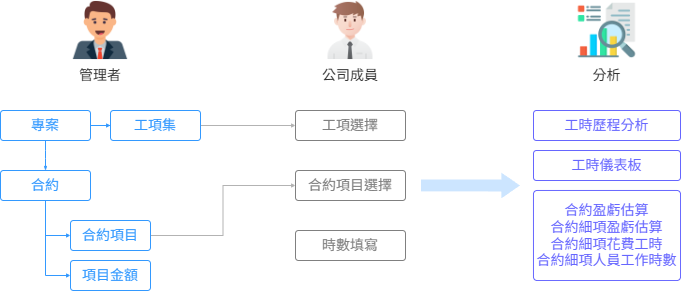 管理者
公司成員
分析
專案
工項集
工項選擇
工時歷程分析
工時儀表板
合約
合約項目選擇
合約盈虧估算
合約細項盈虧估算
合約細項花費工時
合約細項人員工作時數
合約項目
時數填寫
項目金額